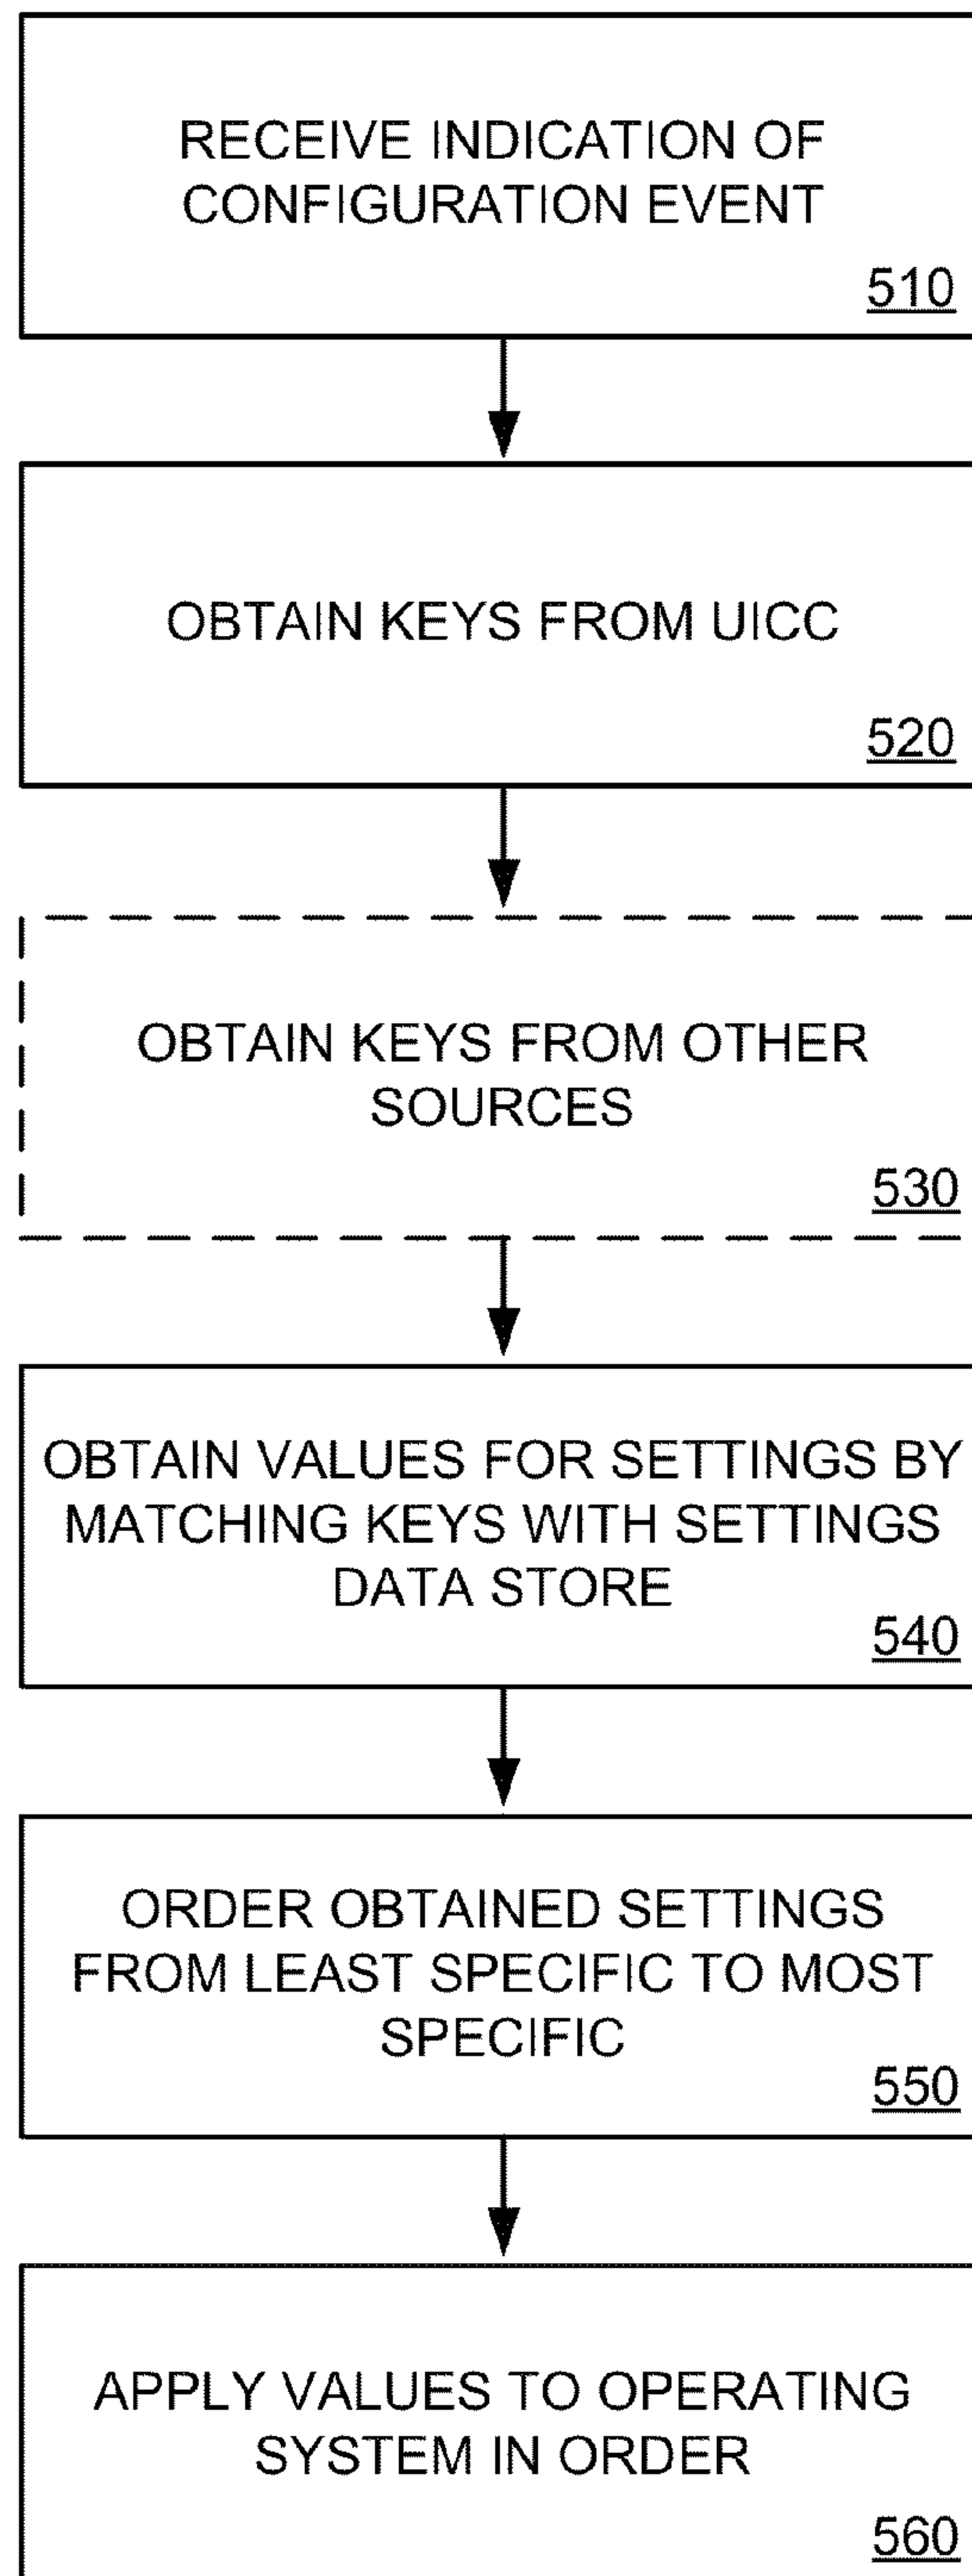 RECEIVE INDICATION OF
CONFIGURATION EVENT
510
OBTAIN KEYS FROM UICC
520
OBTAIN KEYS FROM OTHER
SOURCES
530
OBTAIN VALUES FOR SETTINGS BY
MATCHING KEYS WITH SETTINGS
DATA STORE
540
ORDER OBTAINED SETTINGS
FROM LEAST SPECIFIC TO MOST
SPECIFIC
550
APPLY VALUES TO OPERATING
SYSTEM IN ORDER
560